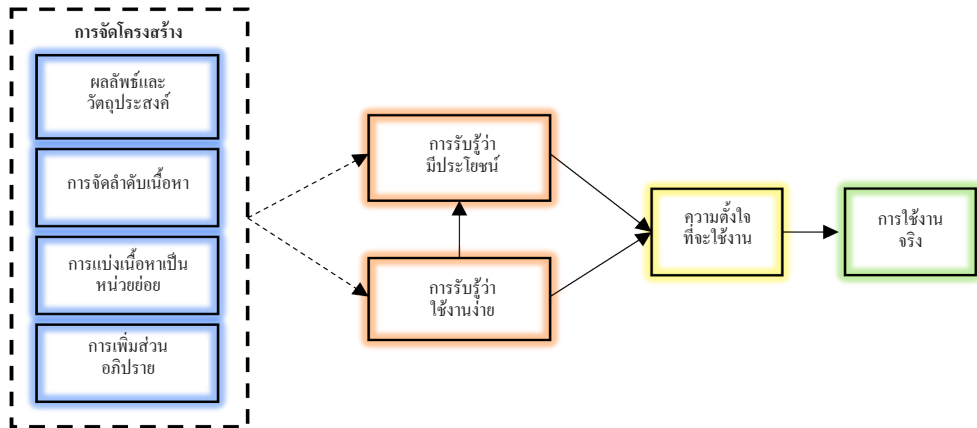 การจัดโครงสร้าง
ผลลัพธ์และ
วัตถุประสงค์
การจัดลำดับเนื้อหา
การแบ่งเนื้อหาเป็น
หน่วยย่อย
การเพิ่มส่วน
อภิปราย
การรับรู้ว่า
มีประโยชน์
การรับรู้ว่า
ใช้งานง่าย
ความตั้งใจ
ที่จะใช้งาน
การใช้งาน
จริง